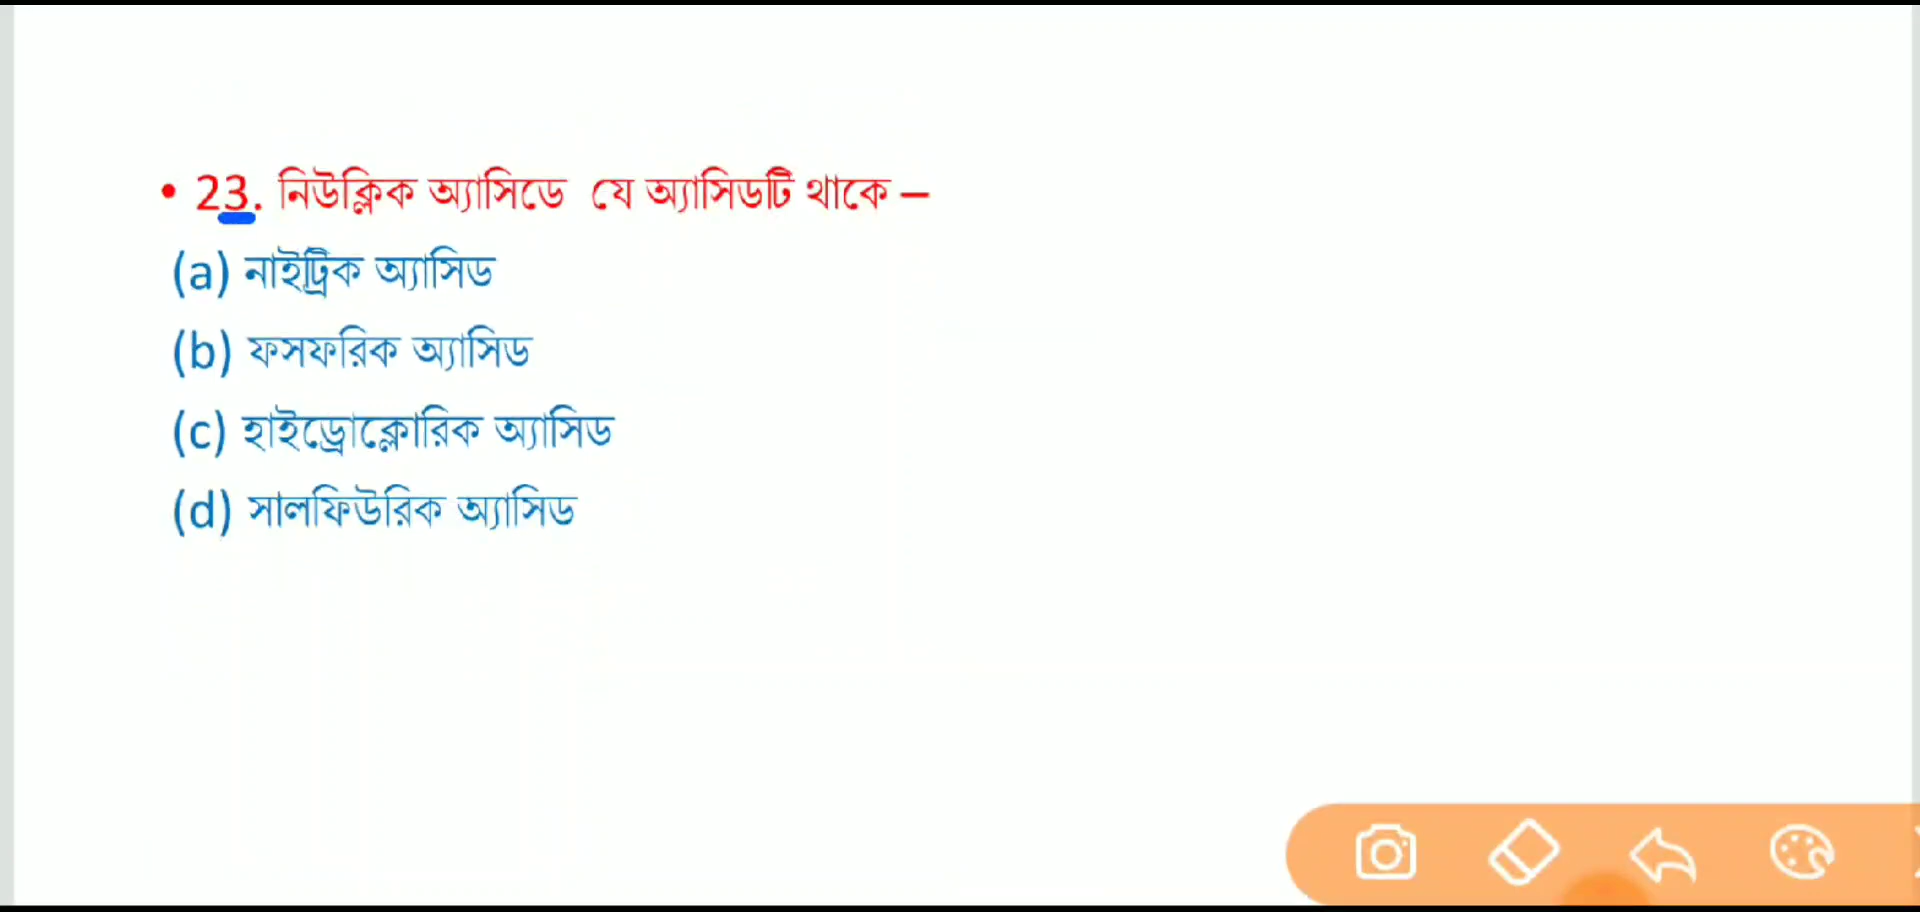 • 23. নিউক্লিক অ্যাসিডে যে অ্যাসিডটি থাকে –
(a) নাইট্রিক অ্যাসিড
(b) ফসফরিক অ্যাসিড
(c) হাইড্রোক্লোরিক অ্যাসিড
(d) সালফিউরিক অ্যাসিড